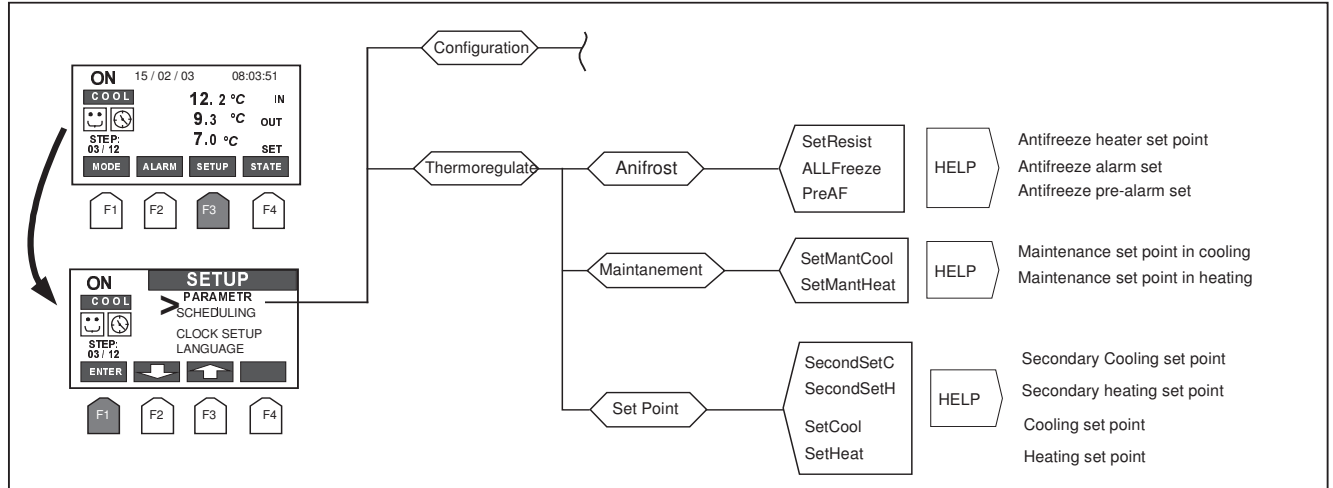 ON 15 / 02 / 03 08:03:51
COOL
12. 2 °C IN
9.3 °C OUT
7.0 °C SET
STEP:
03 / 12
MODE ALARM SETUP STATE
F1 F2 F3 F4
ON SETUP
COOL
> PARAMETR
SCHEDULING
CLOCK SETUP
LANGUAGE
STEP:
03 / 12
ENTER
F1 F2 F3 F4
Configuration
Thermoregulate
Anifrost
SetResist
ALLFreeze
PreAF
HELP
Antifreeze heater set point
Antifreeze alarm set
Antifreeze pre-alarm set
Maintanement
SetMantCool
SetMantHeat
HELP
Maintenance set point in cooling
Maintenance set point in heating
Set Point
SecondSetC
SecondSetH
SetCool
SetHeat
HELP
Secondary Cooling set point
Secondary heating set point
Cooling set point
Heating set point